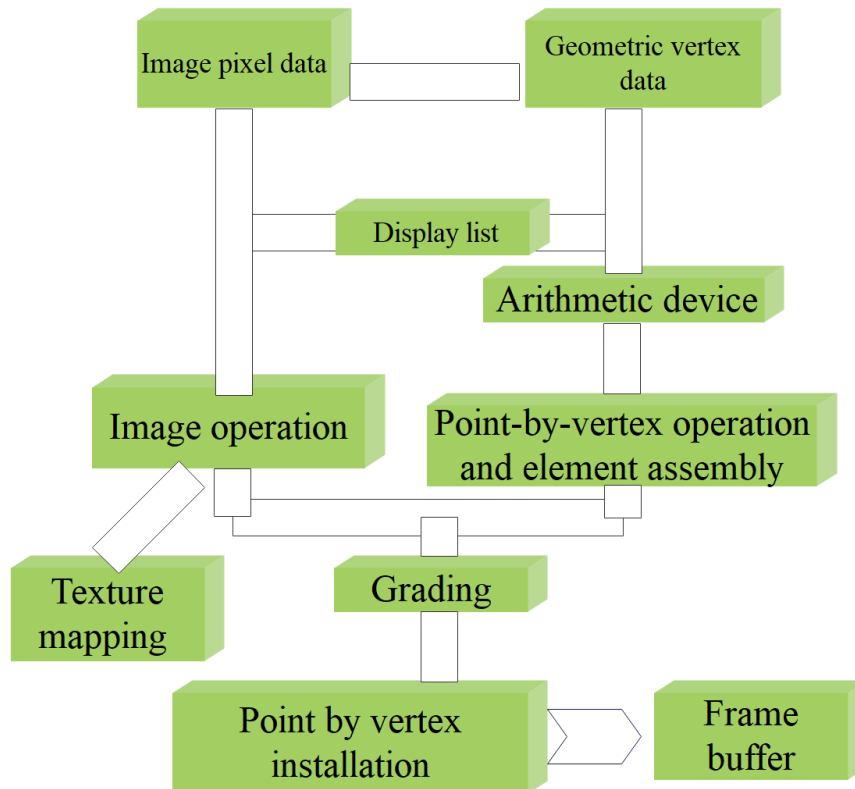 Image pixel data
Geometric vertex
data
Display list
Arithmetic device
Image operation
Point-by-vertex operation
and element assembly
Texture
mapping
Grading
Point by vertex
installation
Frame
buffer